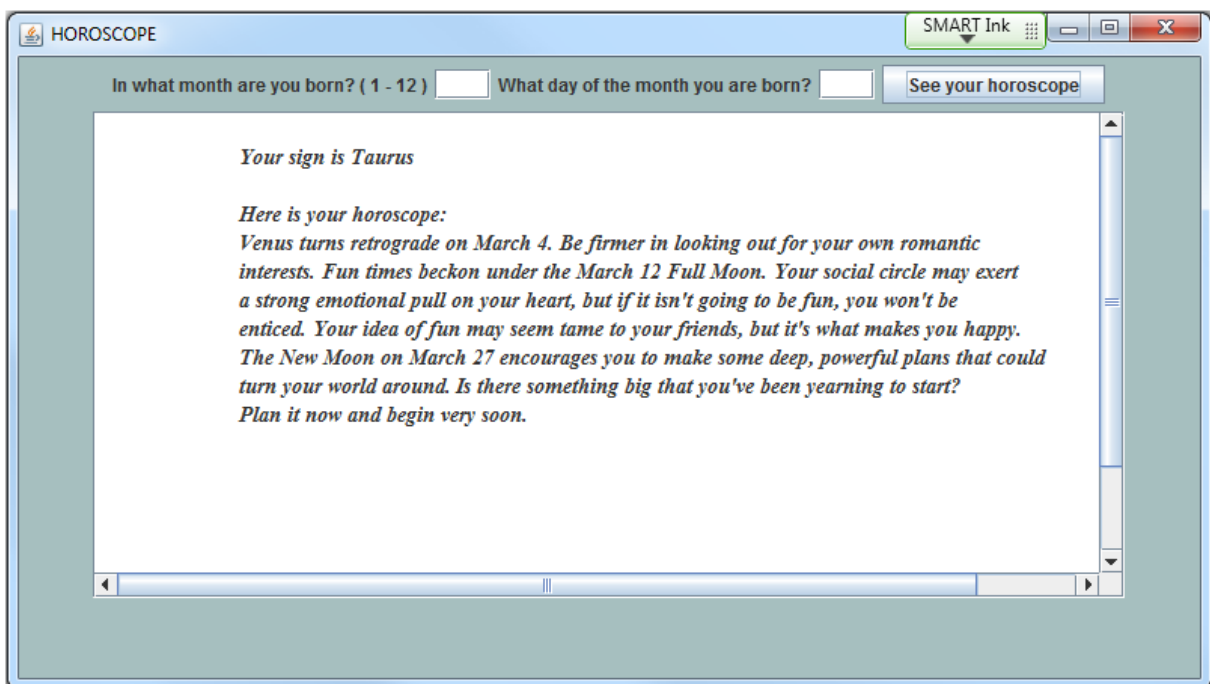 HOROSCOPE
SMART Ink
In what month are you born? ( 1 - 12 ) What day of the month you are born? See your horoscope
Your sign is Taurus
Here is your horoscope:
Venus turns retrograde on March 4. Be firmer in looking out for your own romantic
interests. Fun times beckon under the March 12 Full Moon. Your social circle may exert
a strong emotional pull on your heart, but if it isn't going to be fun, you won't be
enticed. Your idea of fun may seem tame to your friends, but it's what makes you happy.
The New Moon on March 27 encourages you to make some deep, powerful plans that could
turn your world around. Is there something big that you've been yearning to start?
Plan it now and begin very soon.